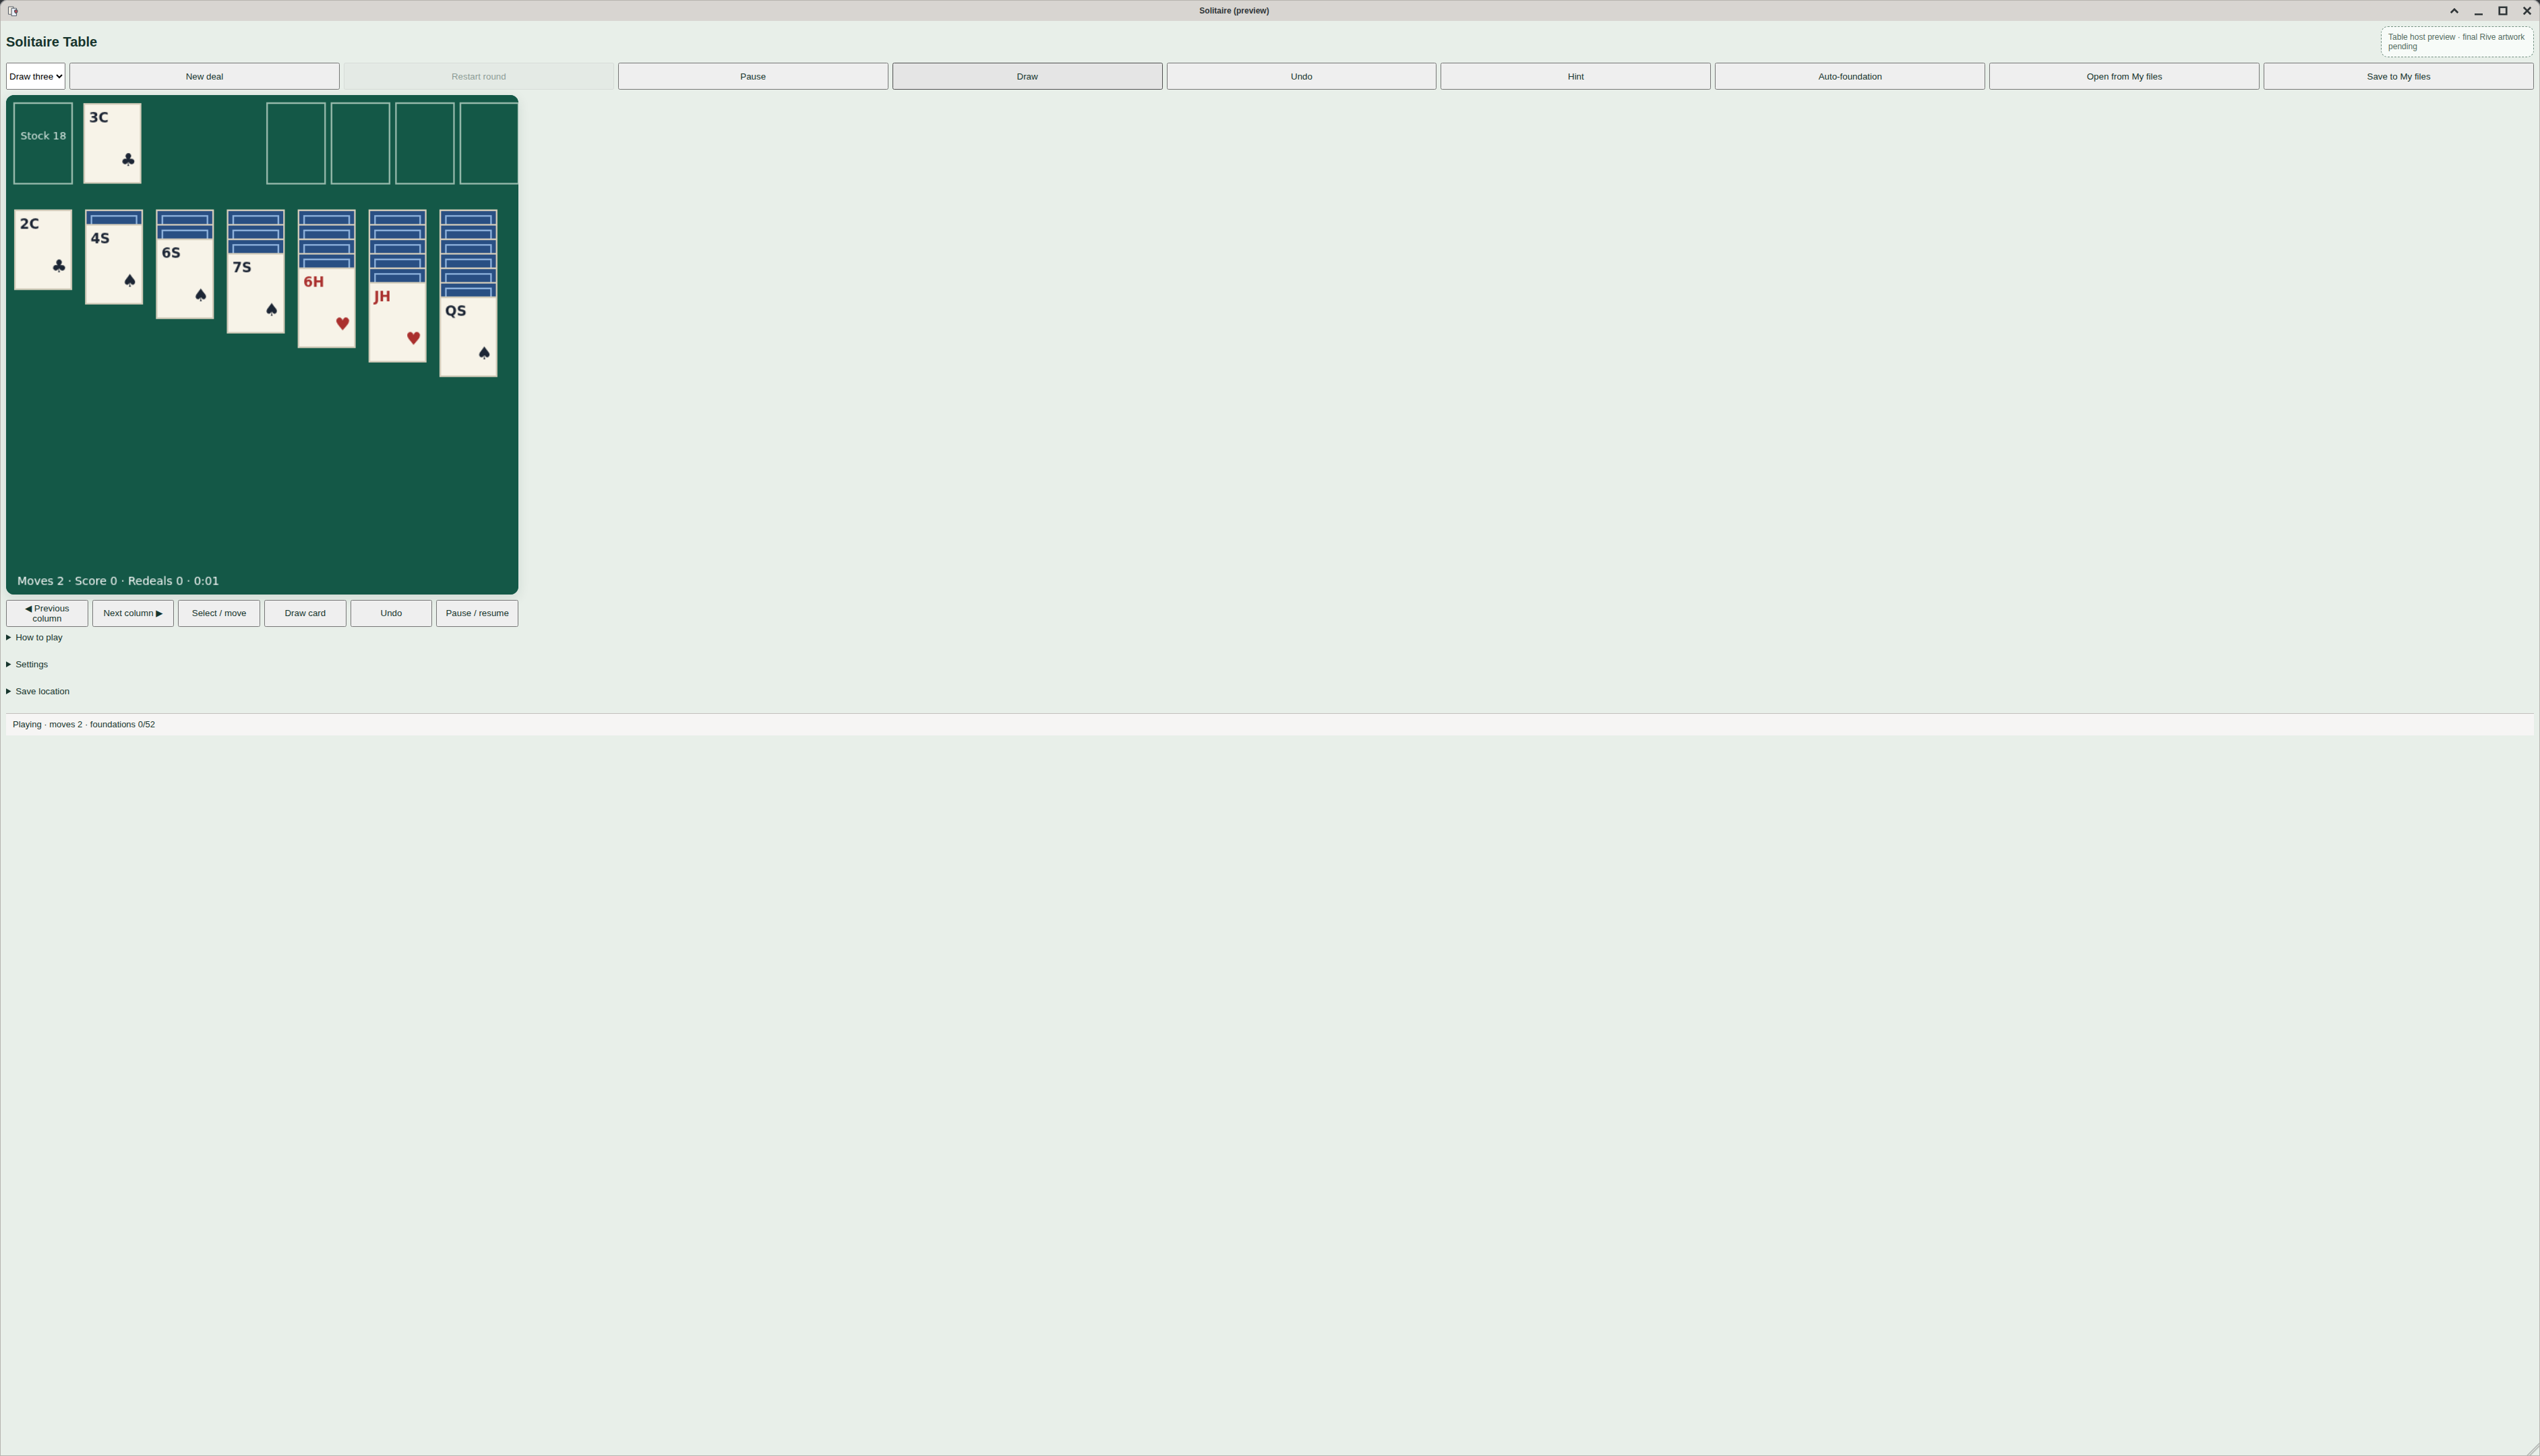 Solitaire (preview)
Solitaire Table
Table host preview · final Rive artwork
pending
Draw three
New deal
Restart round
Pause
Draw
Undo
Hint
Auto-foundation
Open from My files
Save to My files
Stock 18
3C
2C
4S
6S
7S
6H
JH
QS
Moves 2 · Score 0 · Redeals 0 · 0:01
◀ Previous
column
Next column ▶
Select / move
Draw card
Undo
Pause / resume
▶ How to play
▶ Settings
▶ Save location
Playing · moves 2 · foundations 0/52